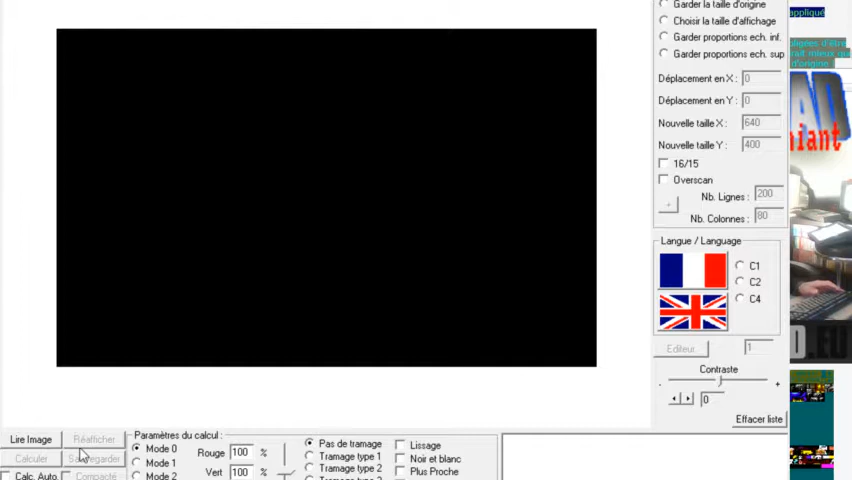 Garder la taille d'origine
Choisir la taille d'affichage
Garder proportions ech. inf.
Garder proportions ech. sup
Déplacement en X : 0
Déplacement en Y : 0
Nouvelle taille X : 640
Nouvelle taille Y : 400
16/15
Overscan
Nb. Lignes : 200
+
Nb. Colonnes : 80
Langue / Language
C1
C2
C4
Editeur 1
Contraste
- +
0
Effacer liste
Lire Image Réafficher
Calculer Sauvegarder
Calc. Auto. Compacté
Paramètres du calcul :
Mode 0
Mode 1
Mode 2
Rouge 100 %
Vert 100 %
Pas de tramage
Tramage type 1
Tramage type 2
Lissage
Noir et blanc
Plus Proche
appliqué
d'origine